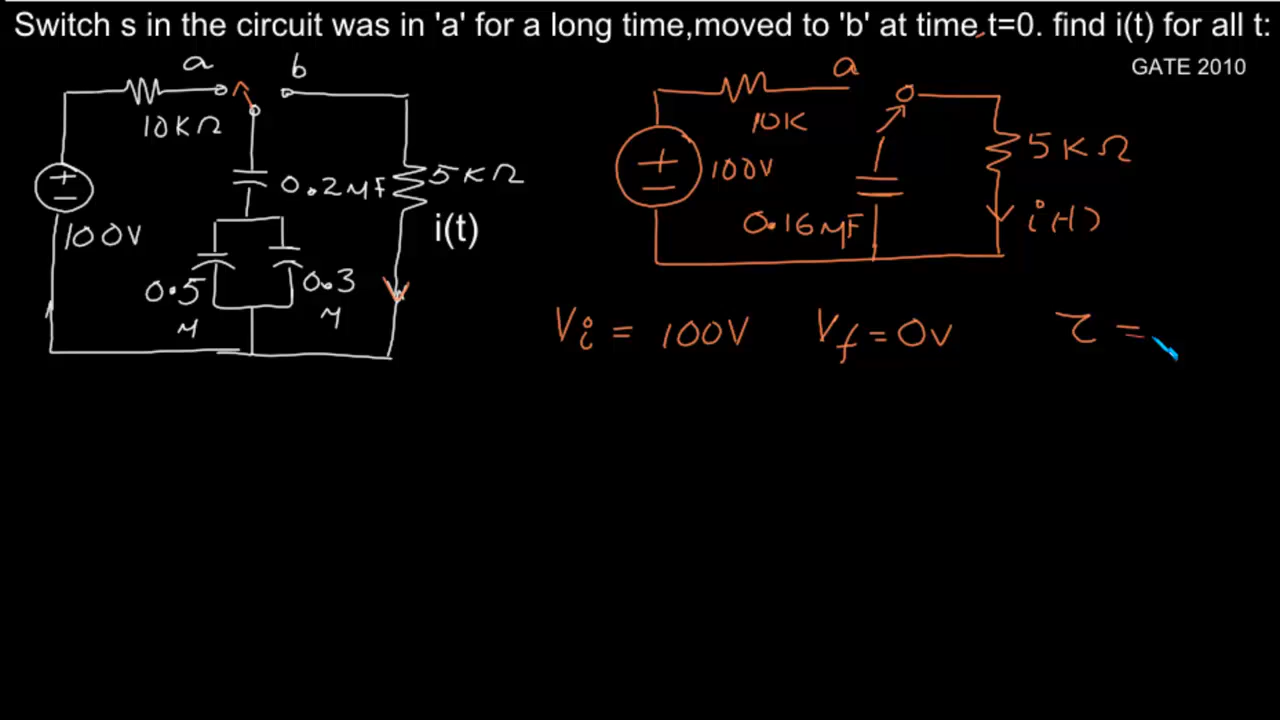 Switch s in the circuit was in 'a' for a long time,moved to 'b' at time,t=0. find i(t) for all t:
GATE 2010
a
b
10KΩ
0.2μF
5KΩ
100V
i(t)
0.5
μ
0.3
μ
a
10K
100V
5KΩ
0.16μF
i(t)
Vi = 100V Vf = 0v τ =